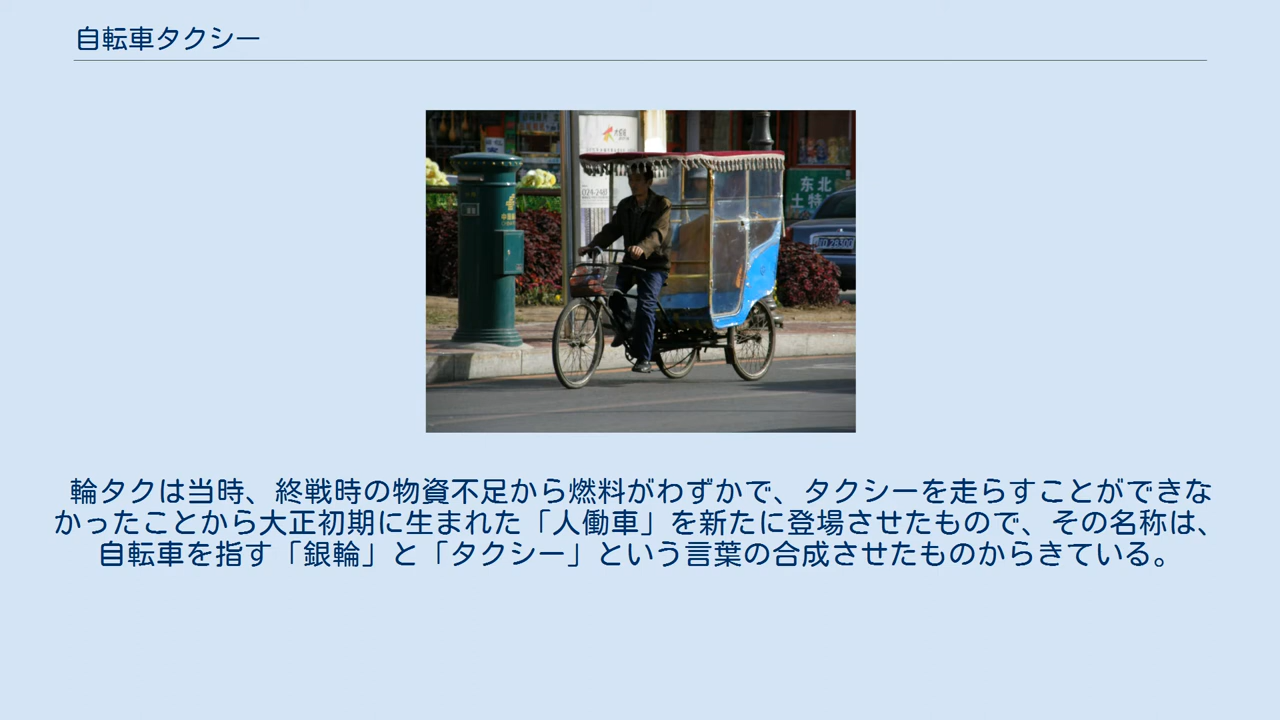 自転車タクシー
东北
土特
輪タクは当時、終戦時の物資不足から燃料がわずかで、タクシーを走らすことができな
かったことから大正初期に生まれた「人働車」を新たに登場させたもので、その名称は、
自転車を指す「銀輪」と「タクシー」という言葉の合成させたものからきている。